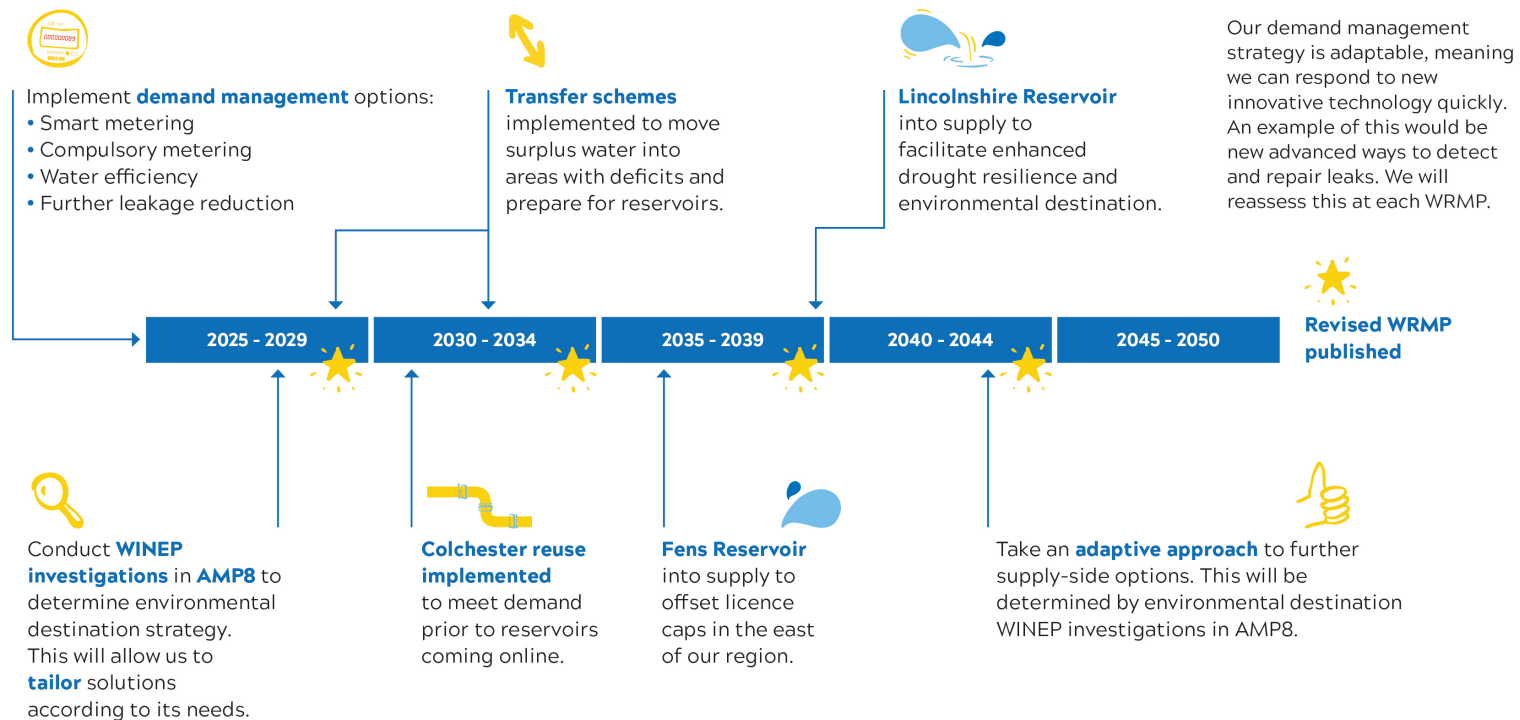 Implement demand management options:
• Smart metering
• Compulsory metering
• Water efficiency
• Further leakage reduction
Transfer schemes
implemented to move
surplus water into
areas with deficits and
prepare for reservoirs.
Lincolnshire Reservoir
into supply to
facilitate enhanced
drought resilience and
environmental destination.
Our demand management
strategy is adaptable, meaning
we can respond to new
innovative technology quickly.
An example of this would be
new advanced ways to detect
and repair leaks. We will
reassess this at each WRMP.
2025 - 2029
2030 - 2034
2035 - 2039
2040 - 2044
2045 - 2050
Revised WRMP
published
Conduct WINEP
investigations in AMP8 to
determine environmental
destination strategy.
This will allow us to
tailor solutions
according to its needs.
Colchester reuse
implemented
to meet demand
prior to reservoirs
coming online.
Fens Reservoir
into supply to
offset licence
caps in the east
of our region.
Take an adaptive approach to further
supply-side options. This will be
determined by environmental destination
WINEP investigations in AMP8.